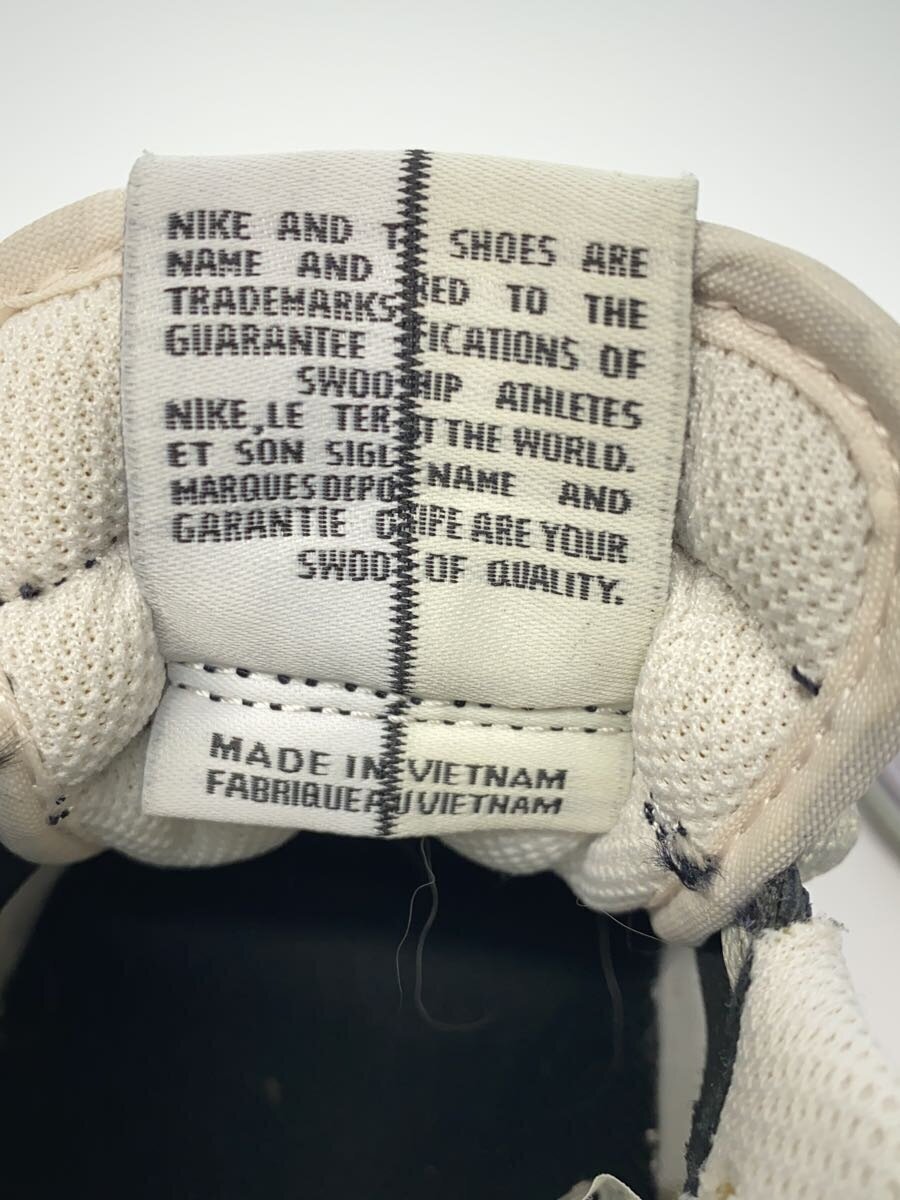 NIKE AND T SHOES ARE
NAME AND RED TO THE
TRADEMARKS FICATIONS OF
GUARANTEE HIP ATHLETES
SWOO T THE WORLD.
NIKE, LE TER NAME AND
ET SON SIGL IPE ARE YOUR
MARQUES DEPO OF QUALITY.
GARANTIE O
SWOO
MADE IN VIETNAM
FABRIQUE AU VIETNAM